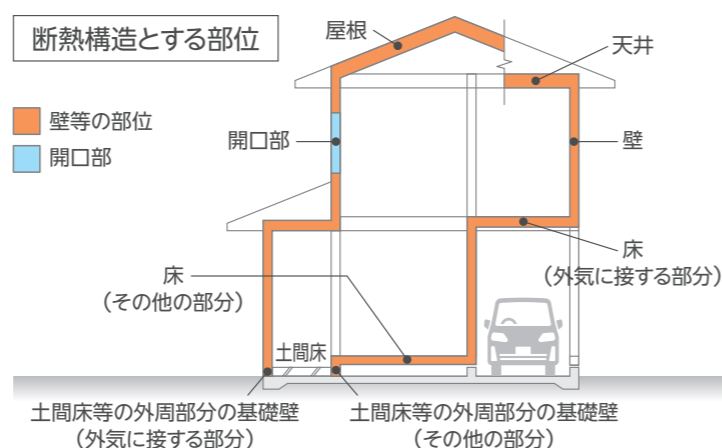 断熱構造とする部位
壁等の部位
開口部
屋根
天井
開口部
壁
床
(外気に接する部分)
床
(その他の部分)
土間床
土間床等の外周部分の基礎壁
(外気に接する部分)
土間床等の外周部分の基礎壁
(その他の部分)